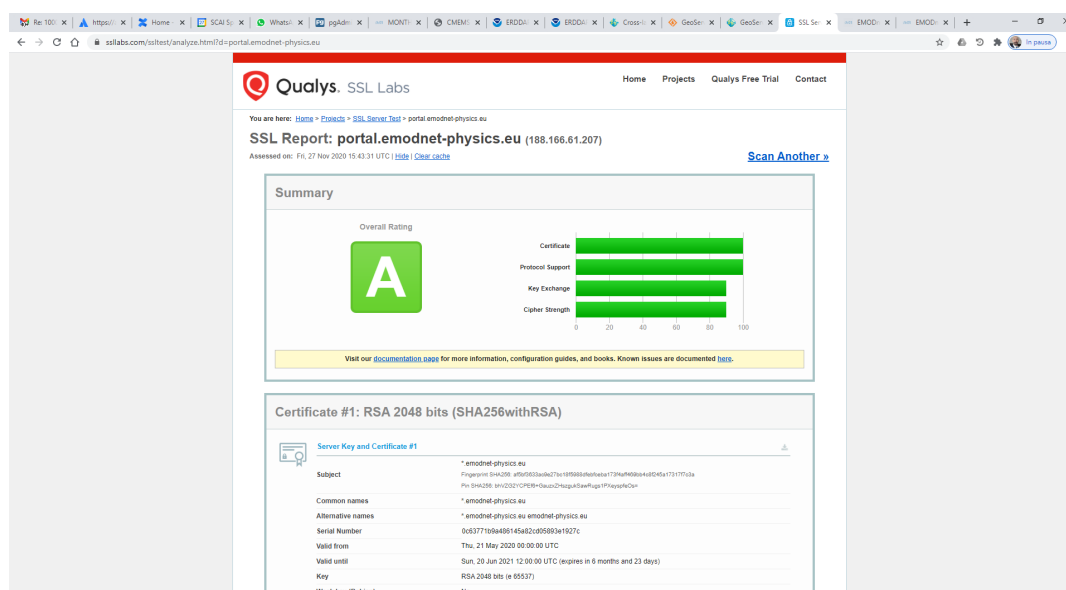 Re: 100
https://
Home -
SCAI Sp
WhatsA
pgAdm
MONTH
CMEMS
ERDDA
ERDDA
Cross-b
GeoSer
GeoSer
SSL Ser
EMODn
EMODn
ssllabs.com/ssltest/analyze.html?d=portal.emodnet-physics.eu
In pausa
Qualys. SSL Labs
Home Projects Qualys Free Trial Contact
You are here: Home > Projects > SSL Server Test > portal.emodnet-physics.eu
SSL Report: portal.emodnet-physics.eu (188.166.61.207)
Assessed on: Fri, 27 Nov 2020 15:43:31 UTC | Hide | Clear cache
Scan Another »
Summary
Overall Rating
A
Certificate
Protocol Support
Key Exchange
Cipher Strength
0 20 40 60 80 100
Visit our documentation page for more information, configuration guides, and books. Known issues are documented here.
Certificate #1: RSA 2048 bits (SHA256withRSA)
Server Key and Certificate #1
Subject
*.emodnet-physics.eu
Fingerprint SHA256:
Pin SHA256:
Common names *.emodnet-physics.eu
Alternative names *.emodnet-physics.eu emodnet-physics.eu
Serial Number 0c63771b9a486145a82cd05893e1927c
Valid from Thu, 21 May 2020 00:00:00 UTC
Valid until Sun, 20 Jun 2021 12:00:00 UTC (expires in 6 months and 23 days)
Key RSA 2048 bits (e 65537)